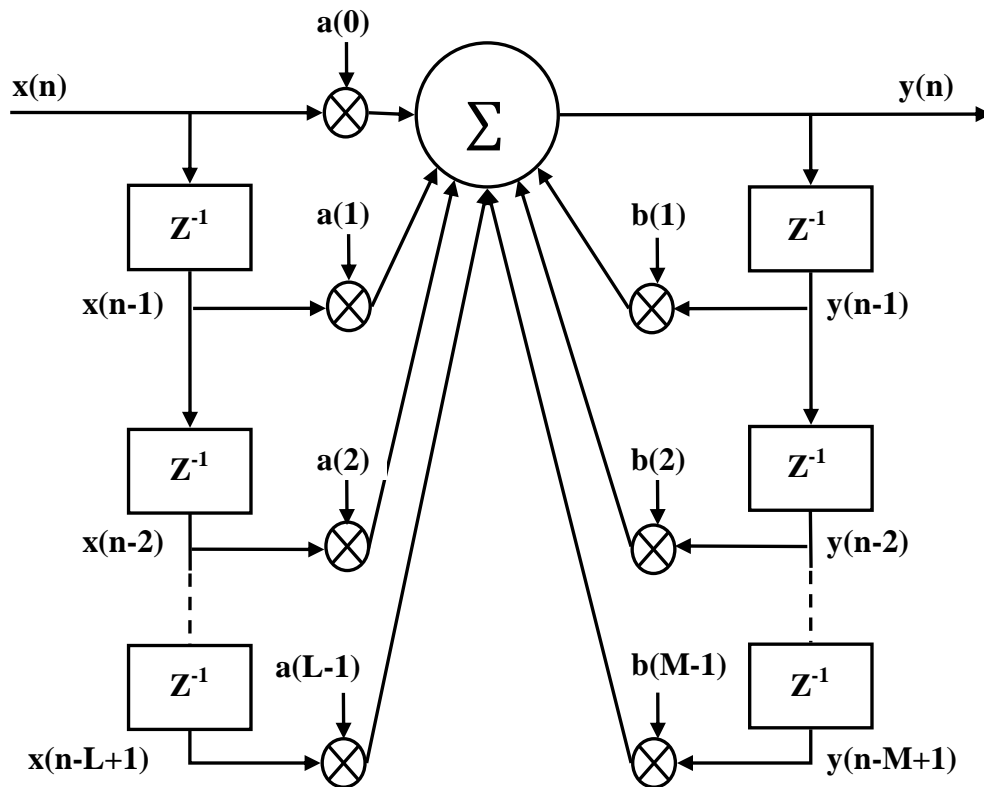 a(0)
x(n)
y(n)
Σ
a(1)
b(1)
Z⁻¹
Z⁻¹
x(n-1)
y(n-1)
a(2)
b(2)
Z⁻¹
Z⁻¹
x(n-2)
y(n-2)
a(L-1)
b(M-1)
Z⁻¹
Z⁻¹
x(n-L+1)
y(n-M+1)